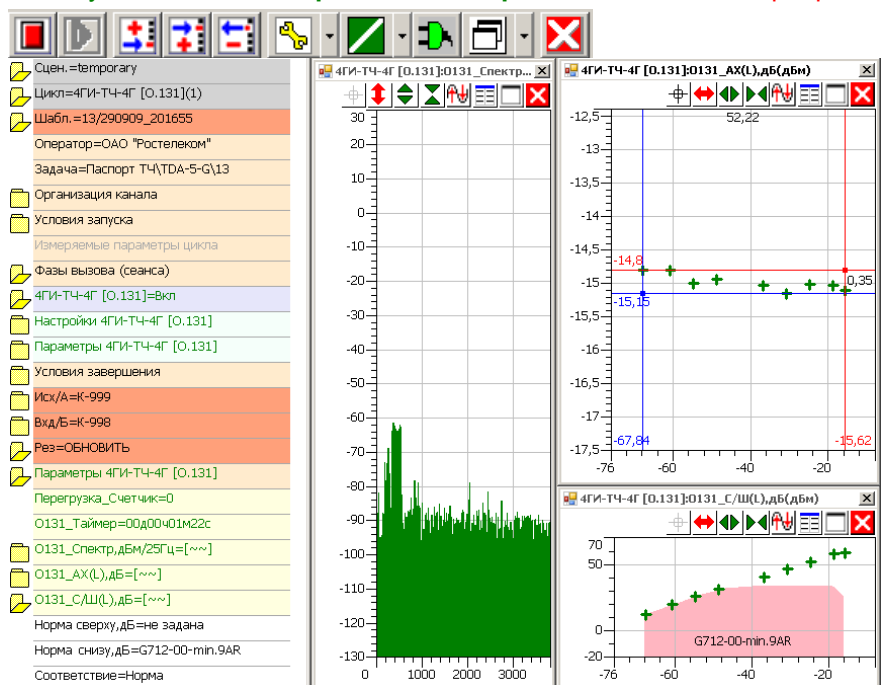 Сцен.=temporary
Цикл=4ГИ-ТЧ-4Г [O.131](1)
Шабл.=13/290909_201655
Оператор=ОАО "Ростелеком"
Задача=Паспорт ТЧ\TDA-5-G\13
Организация канала
Условия запуска
Измеряемые параметры цикла
Фазы вызова (сеанса)
4ГИ-ТЧ-4Г [O.131]=Вкл
Настройки 4ГИ-ТЧ-4Г [O.131]
Параметры 4ГИ-ТЧ-4Г [O.131]
Условия завершения
Исх/А=К-999
Вхд/Б=К-998
Рез=ОБНОВИТЬ
Параметры 4ГИ-ТЧ-4Г [O.131]
Перегрузка_Счетчик=0
O131_Таймер=00д00ч01м22с
O131_Спектр,дБм/25Гц=[~~]
O131_АХ(L),дБ=[~~]
O131_С/Ш(L),дБ=[~~]
Норма сверху,дБ=не задана
Норма снизу,дБ=G712-00-min.9AR
Соответствие=Норма
4ГИ-ТЧ-4Г [O.131]:O131_Спектр...
30
20
10
0
-10
-20
-30
-40
-50
-60
-70
-80
-90
-100
-110
-120
-130
0 1000 2000 3000
4ГИ-ТЧ-4Г [O.131]:O131_АХ(L),дБ(дБм)
52,22
-12,5
-13
-13,5
-14
-14,5
-15
-15,5
-16
-16,5
-17
-17,5
-14,8
-15,15
0,35
-67,84
-15,62
-76 -60 -40 -20
4ГИ-ТЧ-4Г [O.131]:O131_С/Ш(L),дБ(дБм)
70
50
0
-20
G712-00-min.9AR
-76 -60 -40 -20